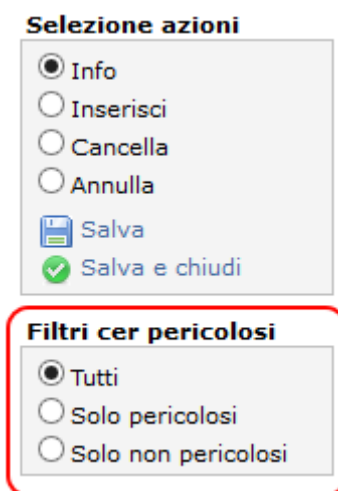 Selezione azioni
Info
Inserisci
Cancella
Annulla
Salva
Salva e chiudi
Filtri cer pericolosi
Tutti
Solo pericolosi
Solo non pericolosi